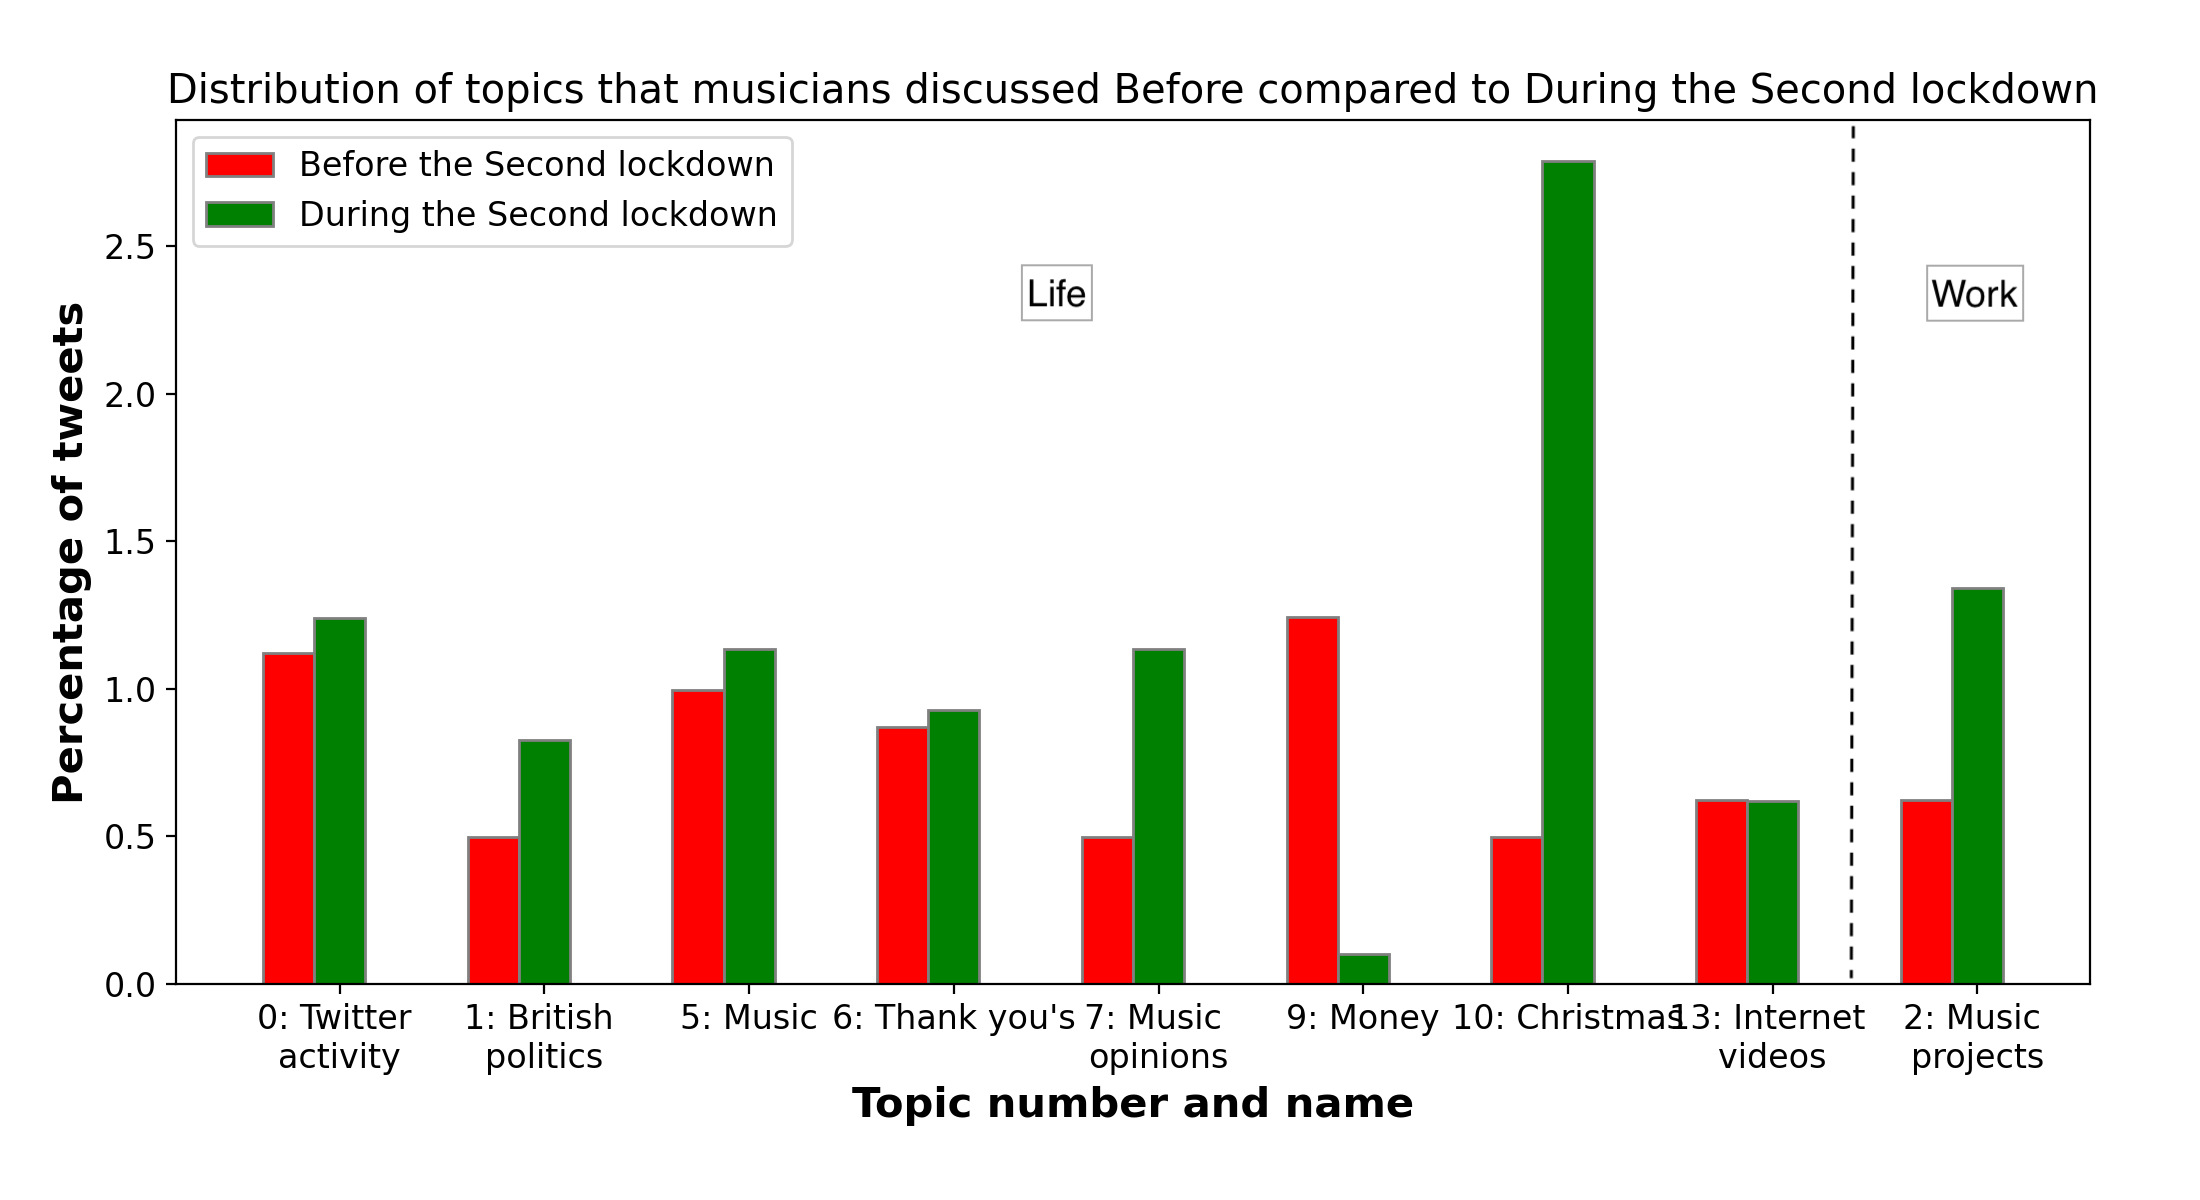 Distribution of topics that musicians discussed Before compared to During the Second lockdown
Before the Second lockdown
During the Second lockdown
Life
Work
Percentage of tweets
2.5
2.0
1.5
1.0
0.5
0.0
0: Twitter
activity
1: British
politics
5: Music
6: Thank you's
7: Music
opinions
9: Money
10: Christmas
13: Internet
videos
2: Music
projects
Topic number and name